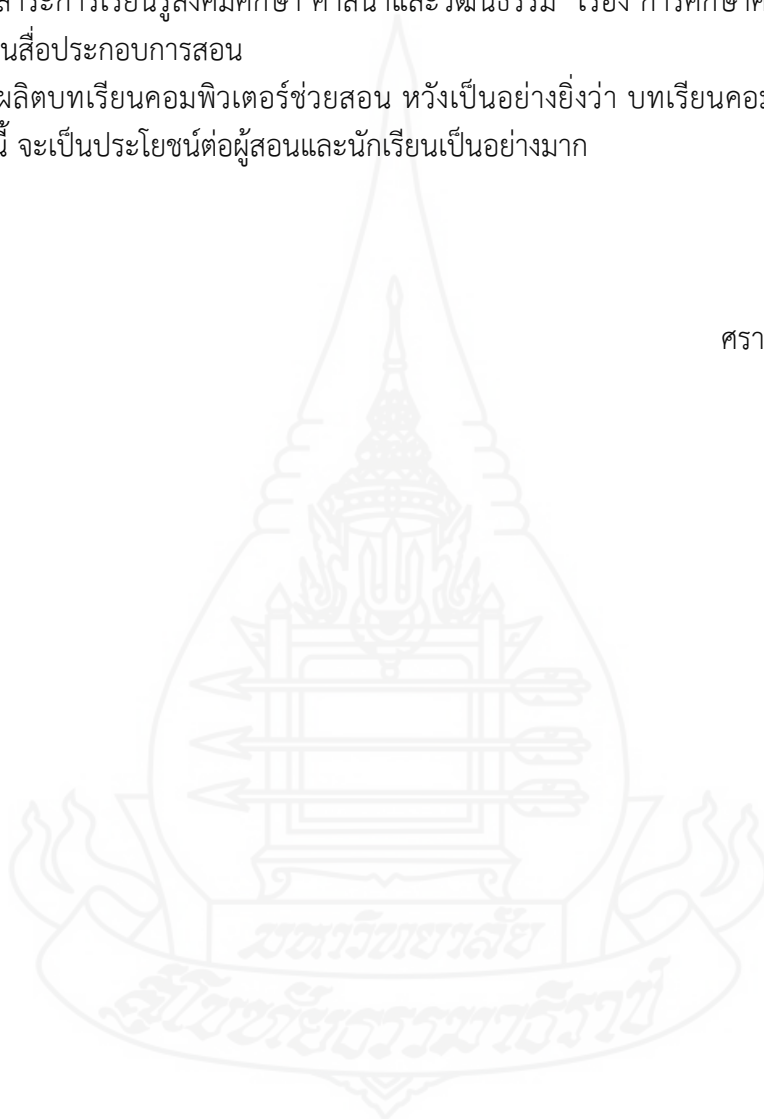 สาระการเรียนรู้สังคมศึกษา ศาสนาและวัฒนธรรม เรื่อง การศึกษาค
นสื่อประกอบการสอน
ผลิตบทเรียนคอมพิวเตอร์ช่วยสอน หวังเป็นอย่างยิ่งว่า บทเรียนคอม
นี้ จะเป็นประโยชน์ต่อผู้สอนและนักเรียนเป็นอย่างมาก
ศรา
มหาวิทยาลัย
สุโขทัยธรรมาธิราช